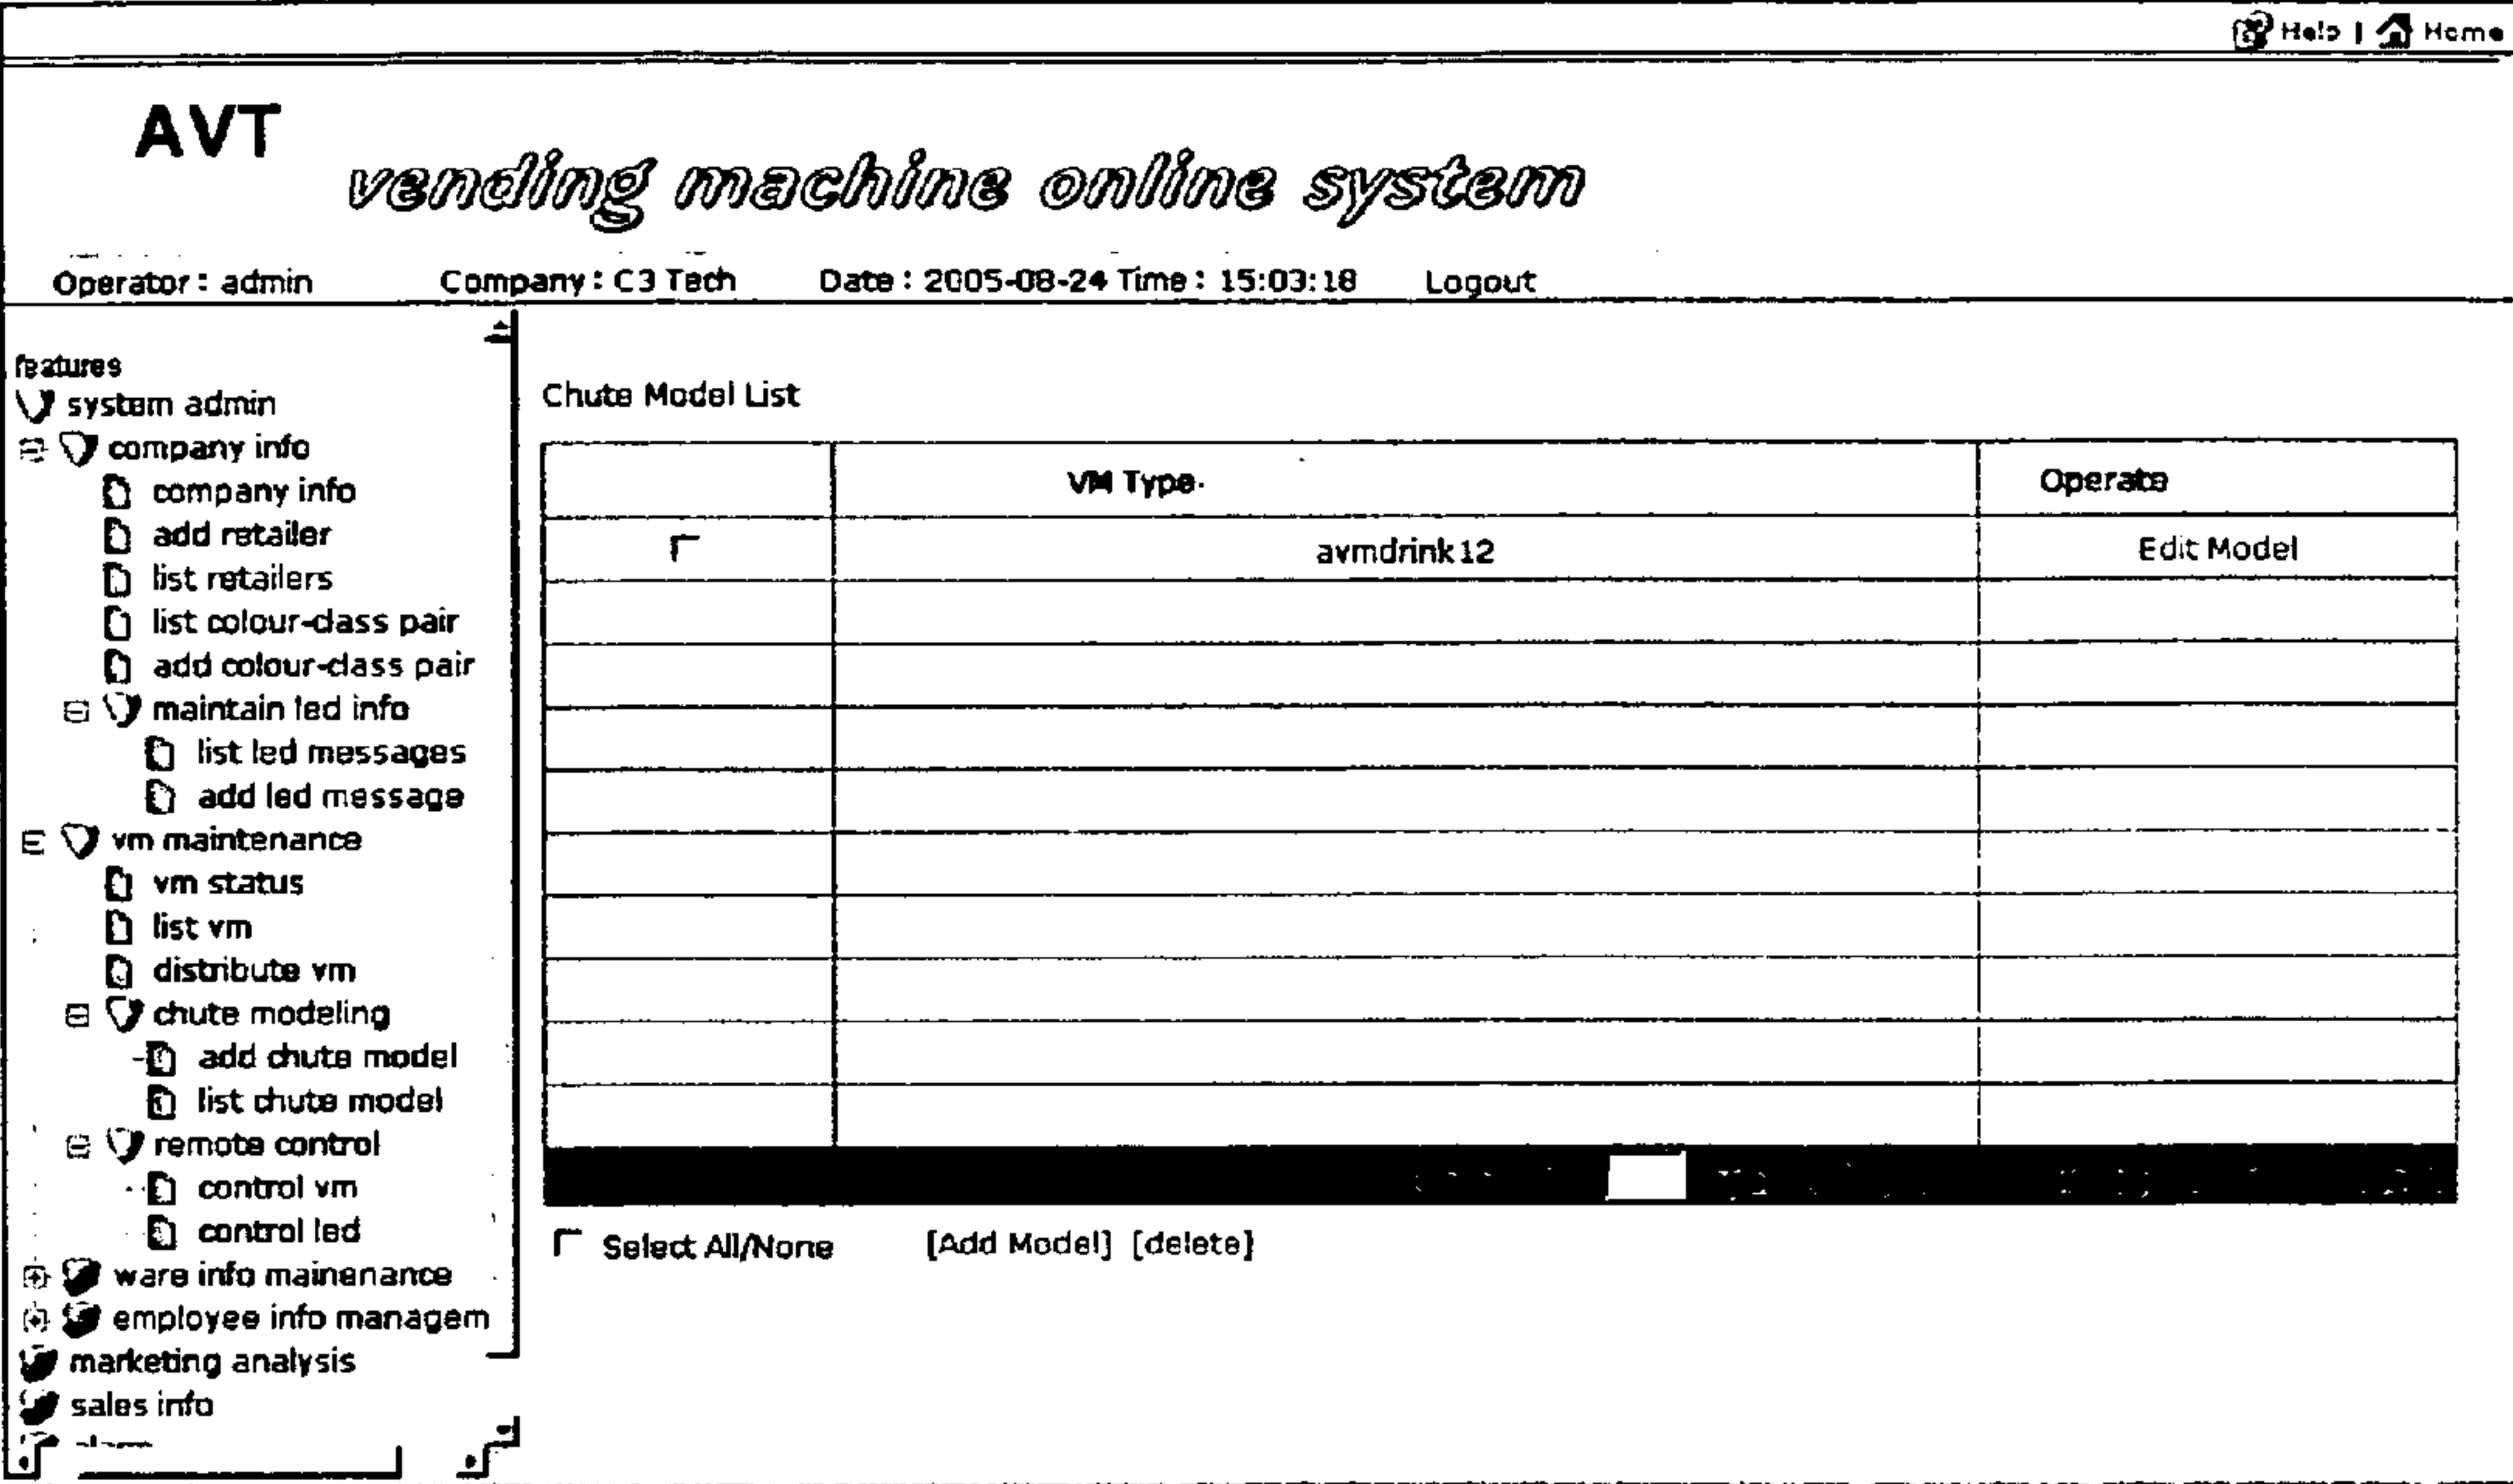 Help | Home
AVT
vending machine online system
Operator : admin Company : C3 Tech Date : 2005-08-24 Time : 15:03:18 Logout
features
system admin
company info
company info
add retailer
list retailers
list colour-class pair
add colour-class pair
maintain led info
list led messages
add led message
vm maintenance
vm status
list vm
distribute vm
chute modeling
add chute model
list chute model
remote control
control vm
control led
ware info mainenance
employee info managem
marketing analysis
sales info
Chute Model List
VM Type Operate
avmdrink12 Edit Model
Select All/None [Add Model] [delete]